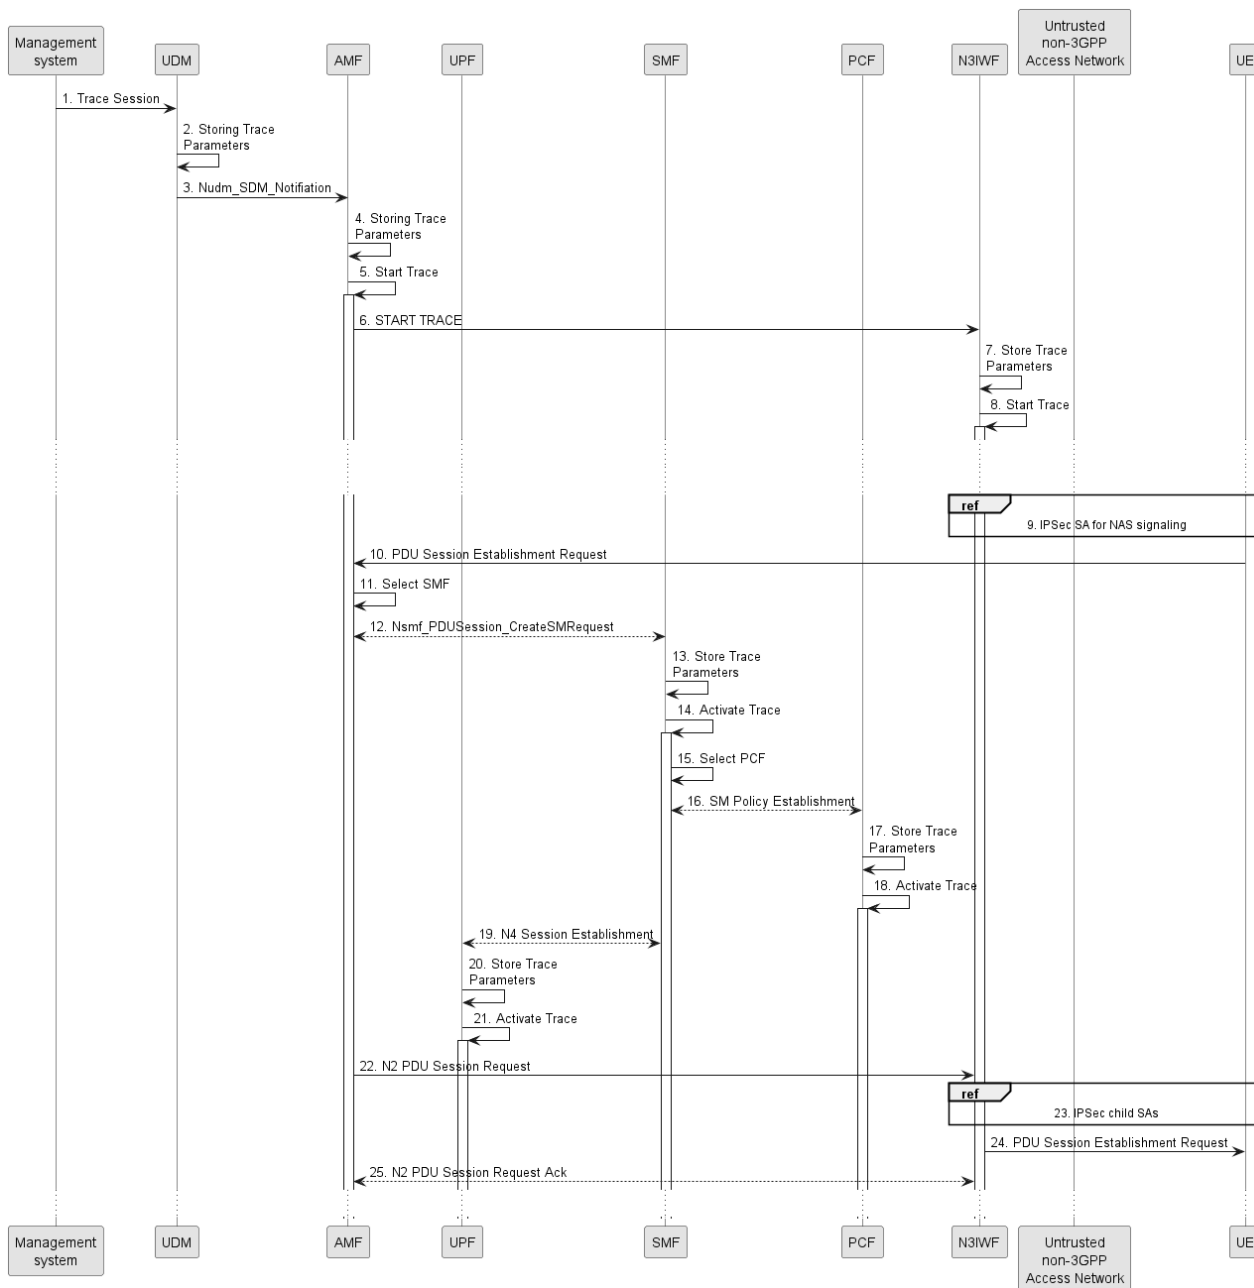 Untrusted
non-3GPP
Access Network
Management
system
UDM
AMF
UPF
SMF
PCF
N3IWF
UE
1. Trace Session
2. Storing Trace
Parameters
3. Nudm_SDM_Notifiation
4. Storing Trace
Parameters
5. Start Trace
6. START TRACE
7. Store Trace
Parameters
8. Start Trace
ref
9. IPSec SA for NAS signaling
10. PDU Session Establishment Request
11. Select SMF
12. Nsmf_PDUSession_CreateSMRequest
13. Store Trace
Parameters
14. Activate Trace
15. Select PCF
16. SM Policy Establishment
17. Store Trace
Parameters
18. Activate Trace
19. N4 Session Establishment
20. Store Trace
Parameters
21. Activate Trace
22. N2 PDU Session Request
ref
23. IPSec child SAs
24. PDU Session Establishment Request
25. N2 PDU Session Request Ack
Management
system
UDM
AMF
UPF
SMF
PCF
N3IWF
Untrusted
non-3GPP
Access Network
UE